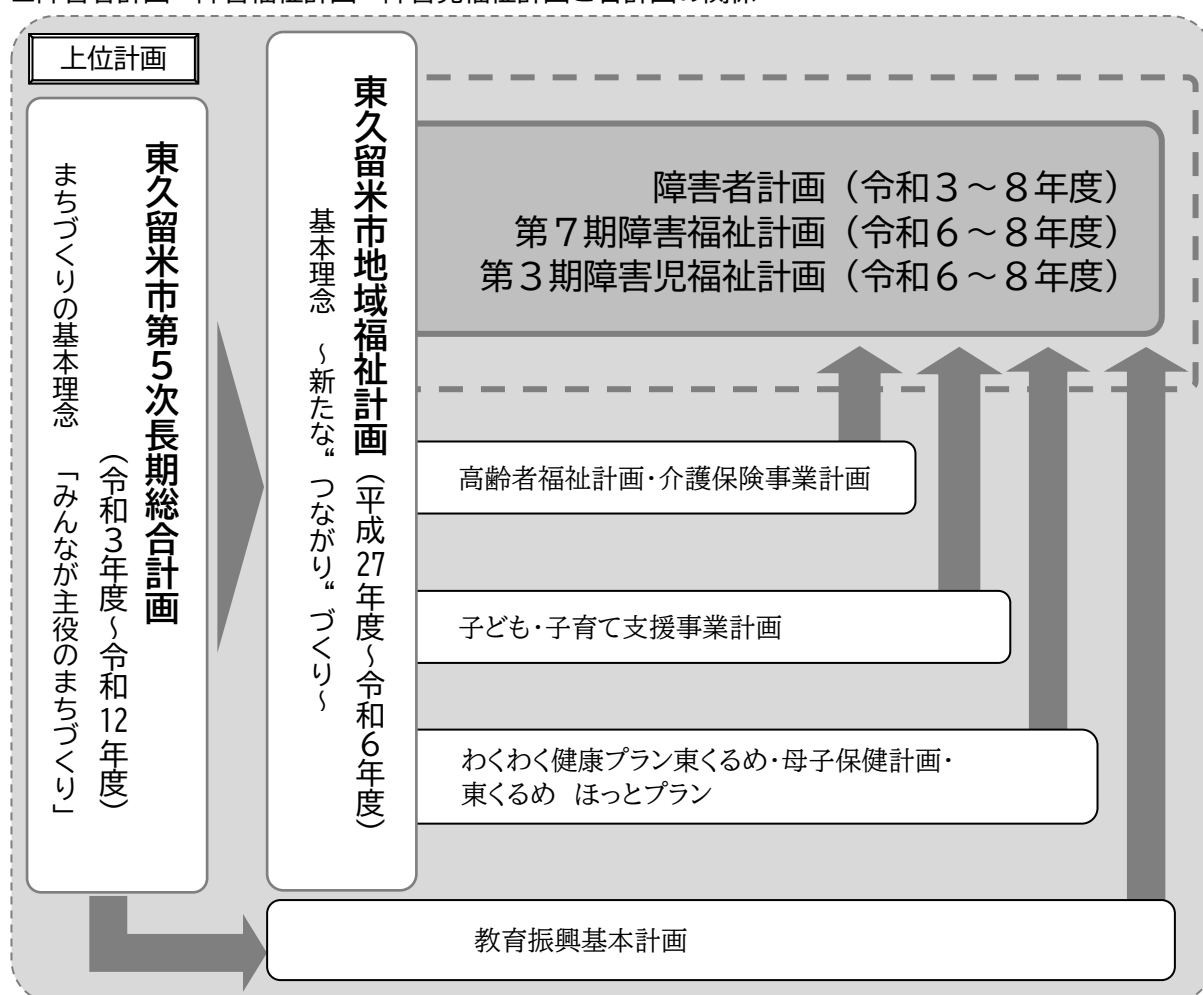 上位計画
東久留米市第5次長期総合計画
(令和3年度~令和12年度)
まちづくりの基本理念 「みんなが主役のまちづくり」
東久留米市地域福祉計画(平成27年度~令和6年度)
基本理念 ~新たな“つながり“づくり~
障害者計画(令和3~8年度)
第7期障害福祉計画(令和6~8年度)
第3期障害児福祉計画(令和6~8年度)
高齢者福祉計画・介護保険事業計画
子ども・子育て支援事業計画
わくわく健康プラン東くるめ・母子保健計画・
東くるめ ほっとプラン
教育振興基本計画